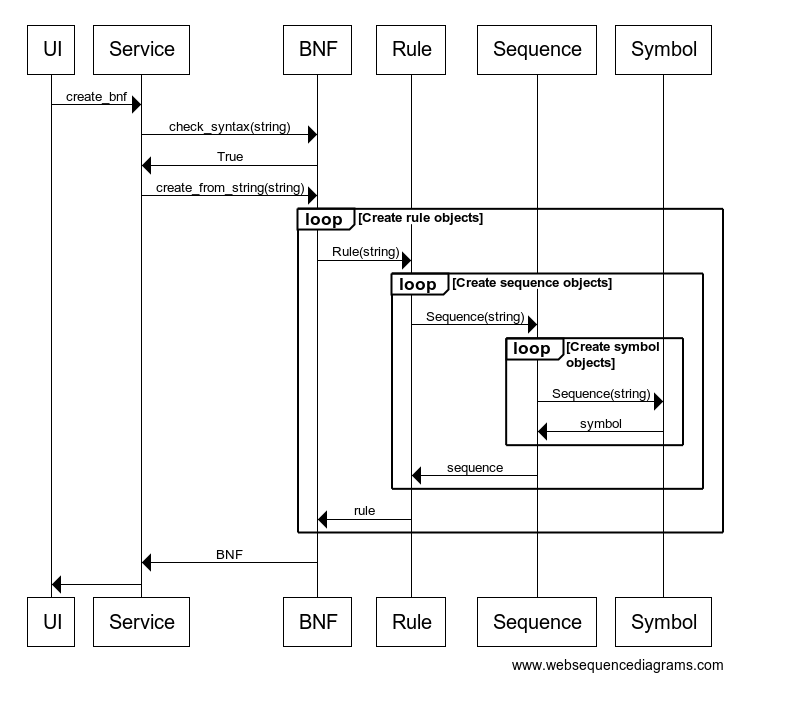 UI Service BNF Rule Sequence Symbol
create_bnf
check_syntax(string)
True
create_from_string(string)
loop [Create rule objects]
Rule(string)
loop [Create sequence objects]
Sequence(string)
loop [Create symbol
objects]
Sequence(string)
symbol
sequence
rule
BNF
UI Service BNF Rule Sequence Symbol
www.websequencediagrams.com